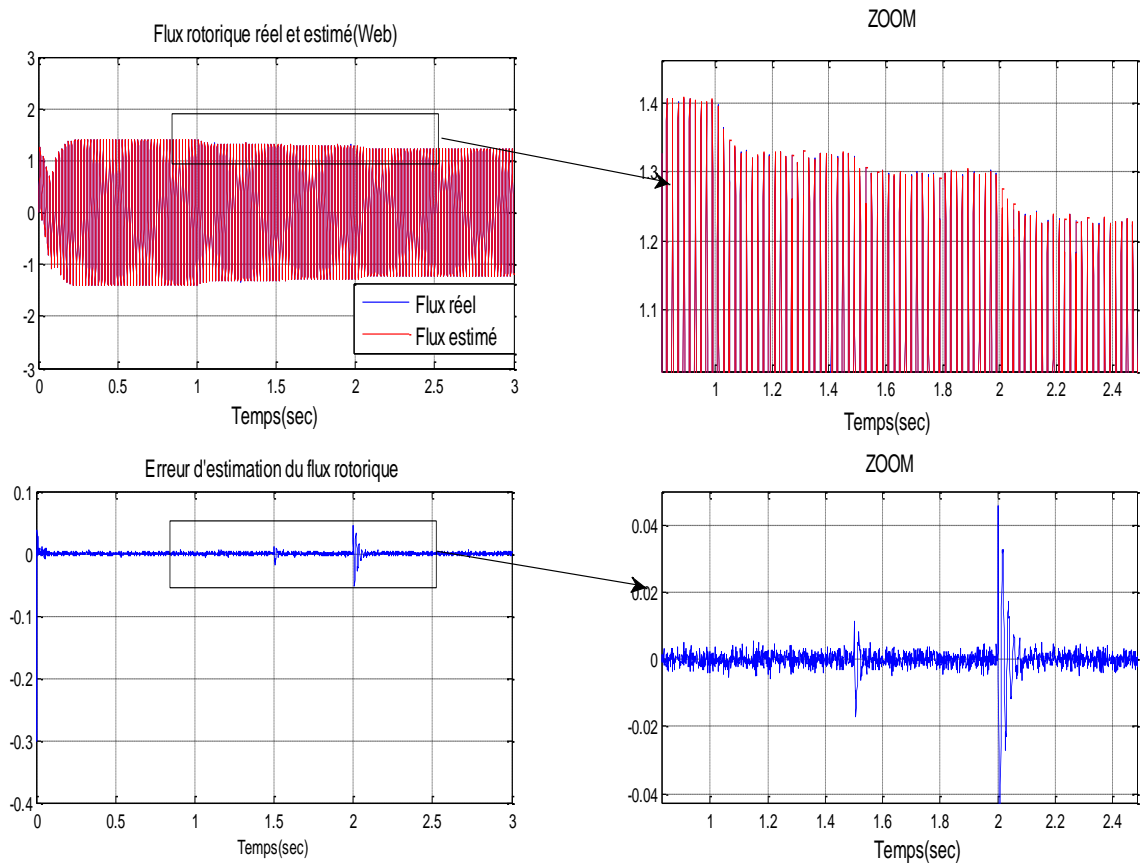 Flux rotorique réel et estimé(Web)
3
2
1
0
-1
-2
-3
0 0.5 1 1.5 2 2.5 3
Temps(sec)
Flux réel
Flux estimé
ZOOM
1.4
1.3
1.2
1.1
1 1.2 1.4 1.6 1.8 2 2.2 2.4
Temps(sec)
Erreur d'estimation du flux rotorique
0.1
0
-0.1
-0.2
-0.3
-0.4
0 0.5 1 1.5 2 2.5 3
Temps(sec)
ZOOM
0.04
0.02
0
-0.02
-0.04
1 1.2 1.4 1.6 1.8 2 2.2 2.4
Temps(sec)